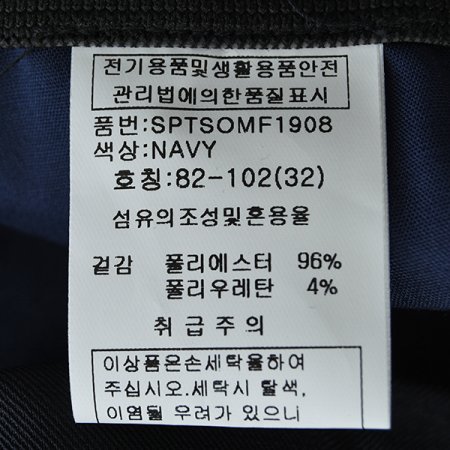 전기용품및생활용품안전
관리법에의한품질표시
품번:SPTSOMF1908
색상:NAVY
호칭:82-102(32)
섬유의조성및혼용율
겉감 폴리에스터 96%
폴리우레탄 4%
취급주의
이상품은손세탁율하여
주십시오.세탁시 탈색,
이염될 우려가 있으니